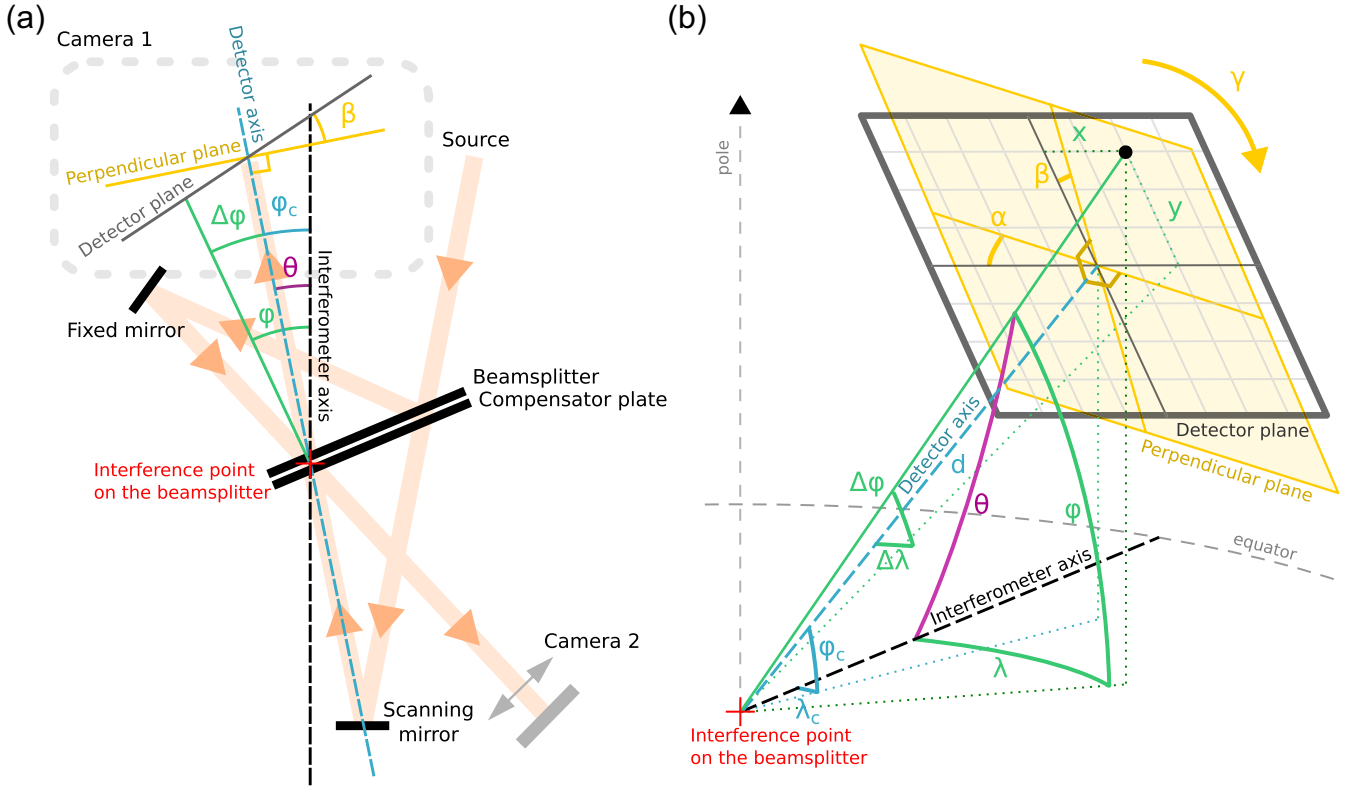 (a)
Camera 1
Detector axis
β
Source
Perpendicular plane
Detector plane
Δφ
φc
θ
Interferometer axis
φ
Fixed mirror
Beamsplitter
Compensator plate
Interference point
on the beamsplitter
Camera 2
Scanning
mirror
(b)
γ
pole
x
β
y
α
Detector plane
Perpendicular plane
Detector axis
d
Δφ
θ
φ
Δλ
equator
Interferometer axis
φc
λ
λc
Interference point
on the beamsplitter